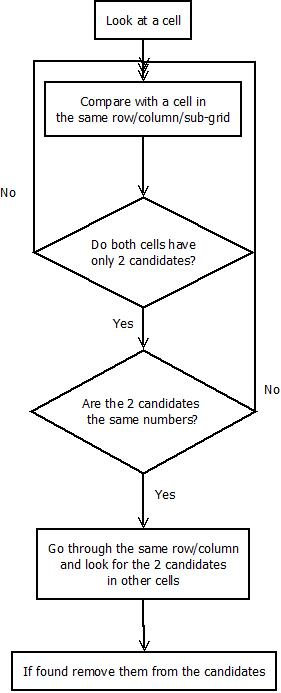 Look at a cell
Compare with a cell in
the same row/column/sub-grid
No
Do both cells have
only 2 candidates?
Yes
No
Are the 2 candidates
the same numbers?
Yes
Go through the same row/column
and look for the 2 candidates
in other cells
If found remove them from the candidates